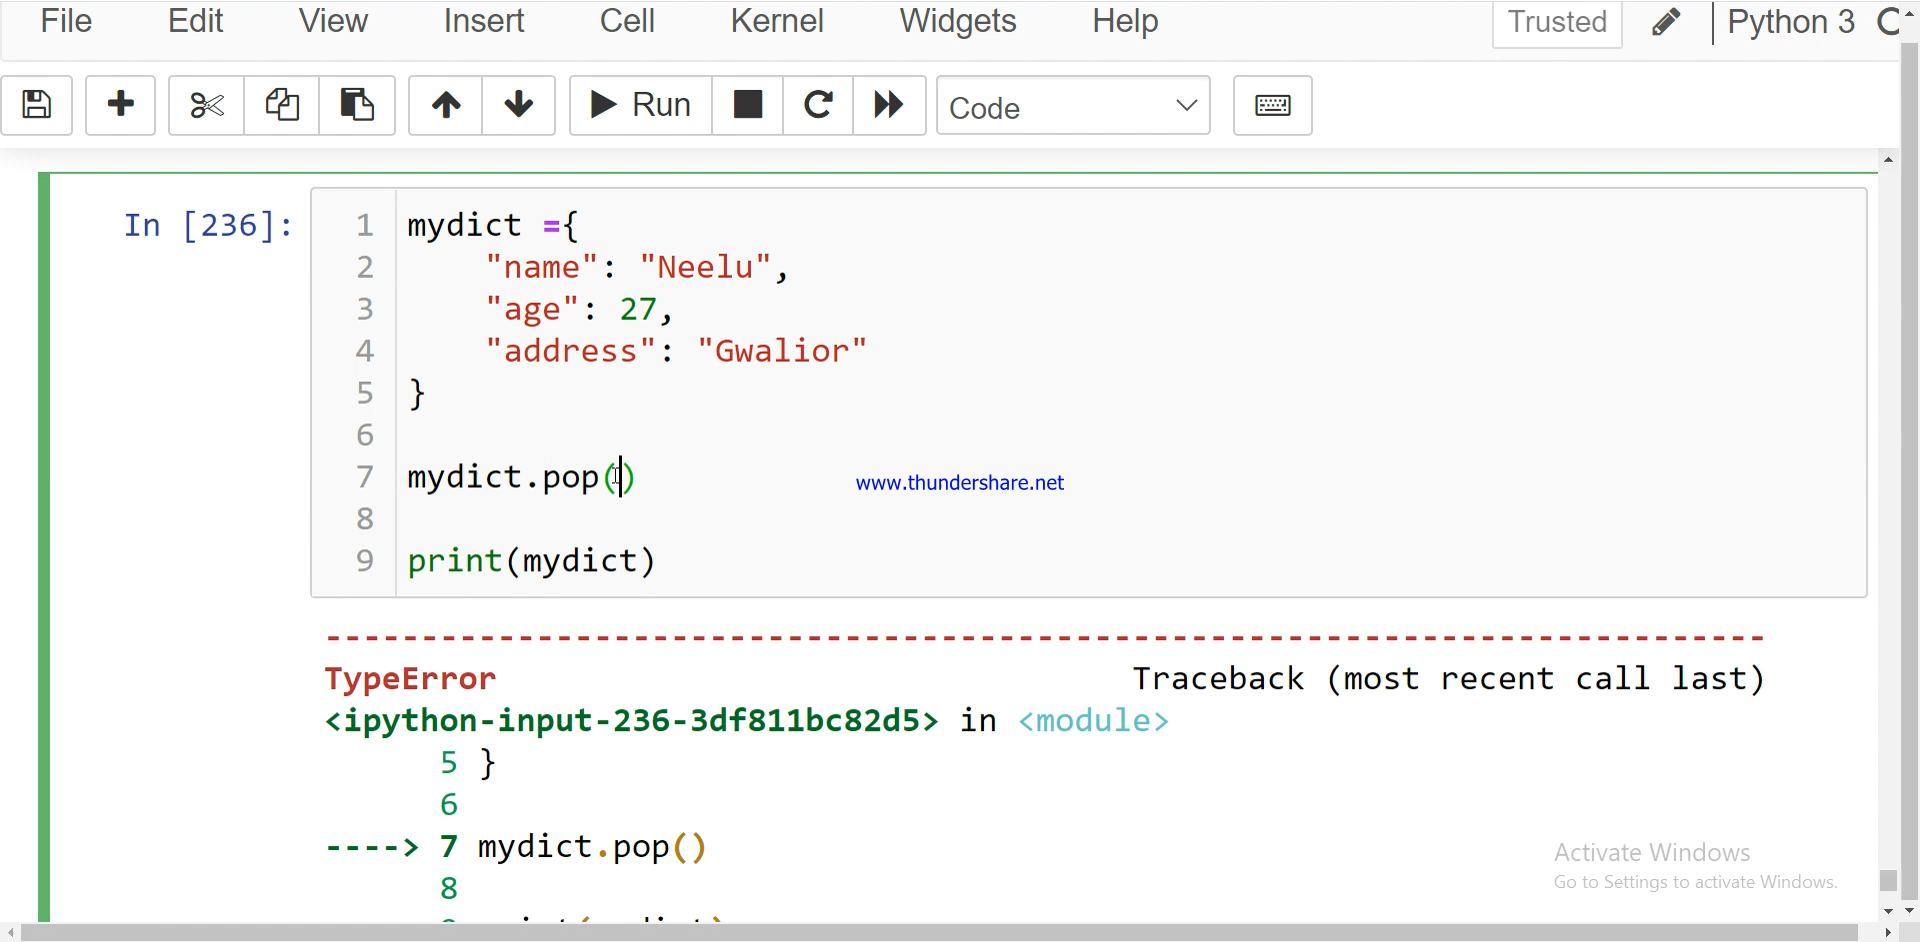 File Edit View Insert Cell Kernel Widgets Help Trusted Python 3
Run Code
In [236]:
1 mydict ={
2 "name": "Neelu",
3 "age": 27,
4 "address": "Gwalior"
5 }
6
7 mydict.pop()
www.thundershare.net
8
9 print(mydict)
TypeError Traceback (most recent call last)
<ipython-input-236-3df811bc82d5> in <module>
5 }
6
----> 7 mydict.pop()
8
Activate Windows
Go to Settings to activate Windows.